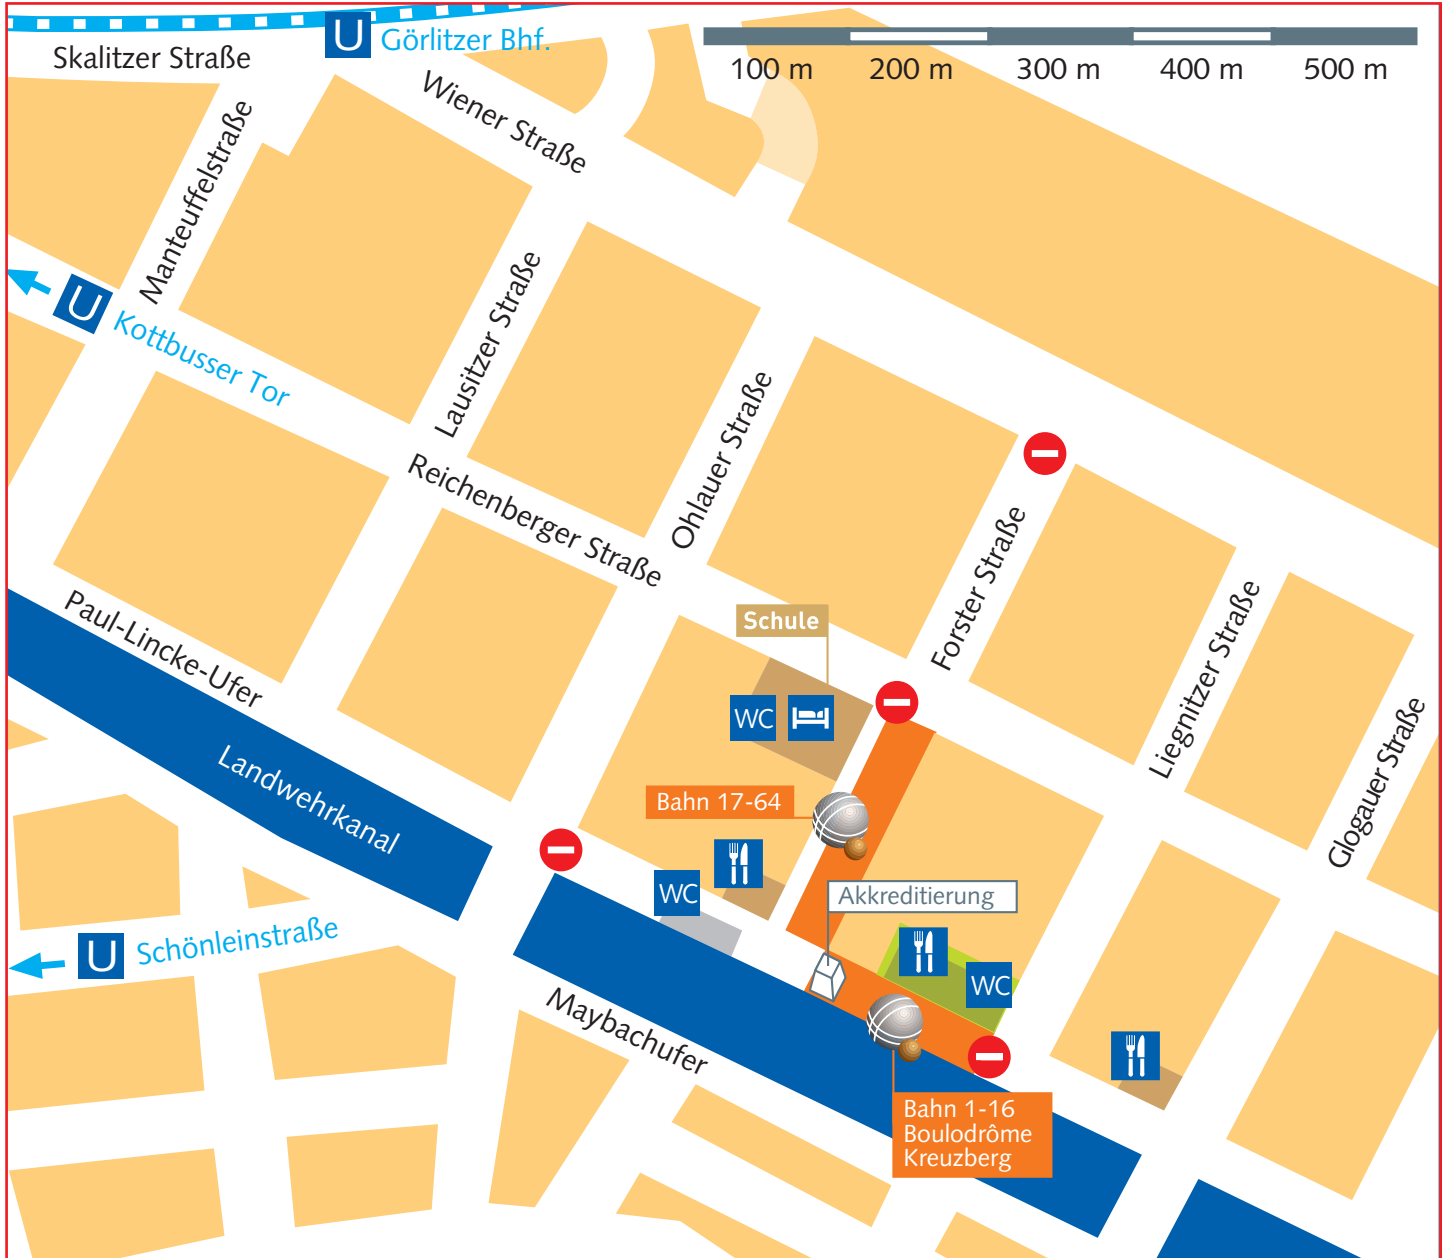 U Görlitzer Bhf.
Skalitzer Straße
100 m 200 m 300 m 400 m 500 m
Wiener Straße
Manteuffelstraße
Lausitzer Straße
U Kottbusser Tor
Ohlauer Straße
Reichenberger Straße
Forster Straße
Liegnitzer Straße
Glogauer Straße
Paul-Lincke-Ufer
Schule
WC
Landwehrkanal
Bahn 17-64
WC
Akkreditierung
U Schönleinstraße
WC
Maybachufer
Bahn 1-16
Boulodrôme
Kreuzberg